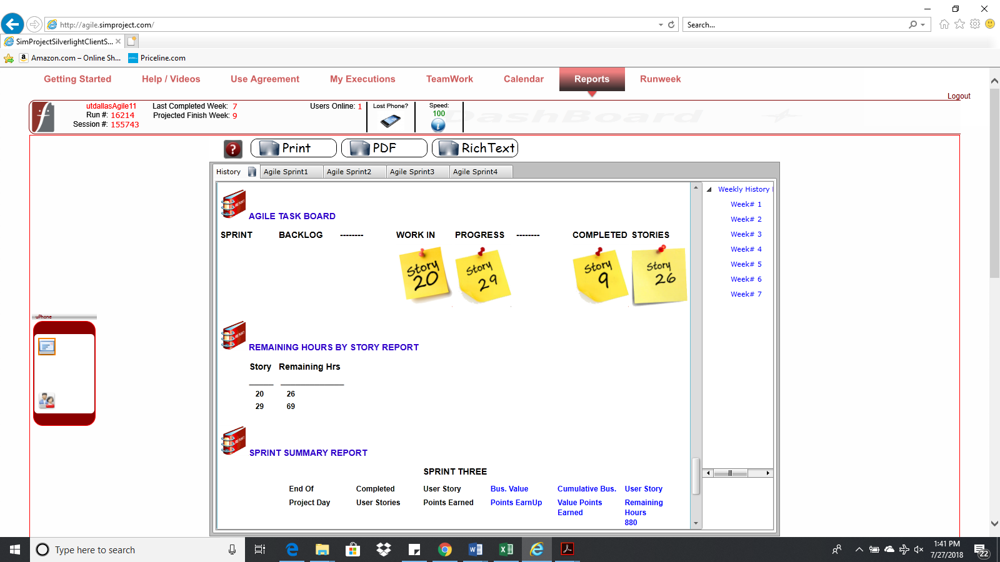 http://agile.simproject.com/
Search...
SimProjectSilverlightClientS...
Amazon.com – Online Sh...
Priceline.com
Getting Started
Help / Videos
Use Agreement
My Executions
TeamWork
Calendar
Reports
Runweek
Logout
utdallasAgile11
Run #: 16214
Session #: 155743
Last Completed Week: 7
Projected Finish Week: 9
Users Online: 1
Lost Phone?
Speed:
100
DashBoard
Print
PDF
RichText
History
Agile Sprint1
Agile Sprint2
Agile Sprint3
Agile Sprint4
AGILE TASK BOARD
SPRINT BACKLOG -------- WORK IN PROGRESS -------- COMPLETED STORIES
Story 20
Story 29
Story 9
Story 26
REMAINING HOURS BY STORY REPORT
Story Remaining Hrs
20 26
29 69
SPRINT SUMMARY REPORT
SPRINT THREE
End Of Completed User Story Bus. Value Cumulative Bus. User Story
Project Day User Stories Points Earned Points EarnUp Value Points Remaining
Earned Hours
880
Weekly History
Week# 1
Week# 2
Week# 3
Week# 4
Week# 5
Week# 6
Week# 7
uPhone
Type here to search
1:41 PM
7/27/2018
22